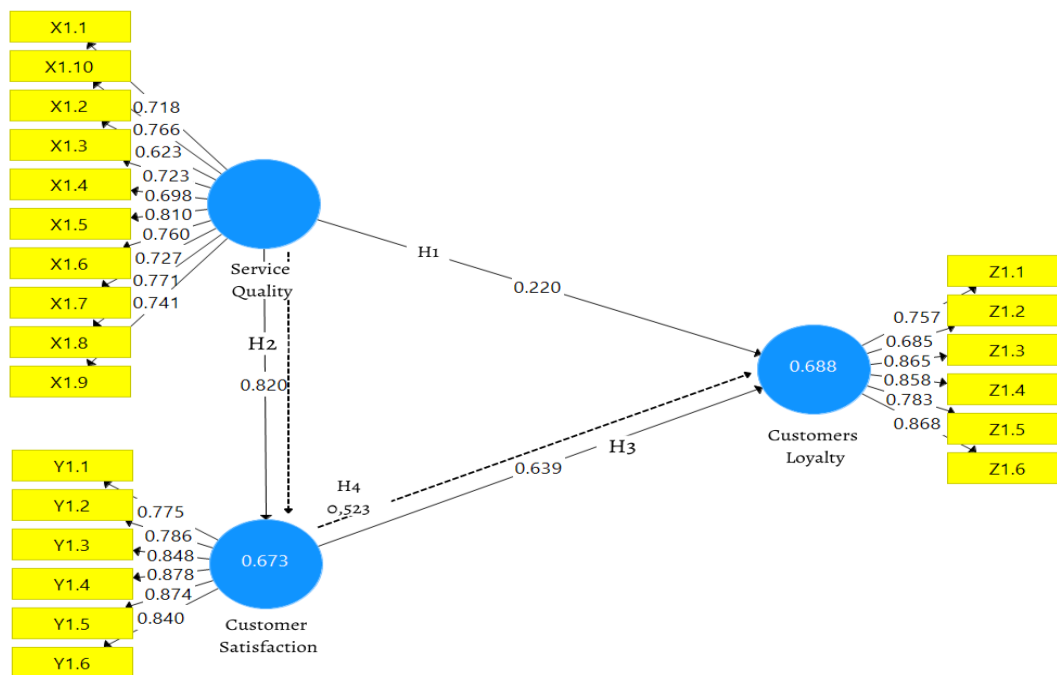 X1.1
X1.10
X1.2
X1.3
X1.4
X1.5
X1.6
X1.7
X1.8
X1.9
0.718
0.766
0.623
0.723
0.698
0.810
0.760
0.727
0.771
0.741
Service
Quality
H1
0.220
H2
0.820
Z1.1
Z1.2
Z1.3
Z1.4
Z1.5
Z1.6
0.757
0.685
0.865
0.858
0.783
0.868
0.688
Customers
Loyalty
H3
0.639
H4
0,523
Y1.1
Y1.2
Y1.3
Y1.4
Y1.5
Y1.6
0.775
0.786
0.848
0.878
0.874
0.840
0.673
Customer
Satisfaction